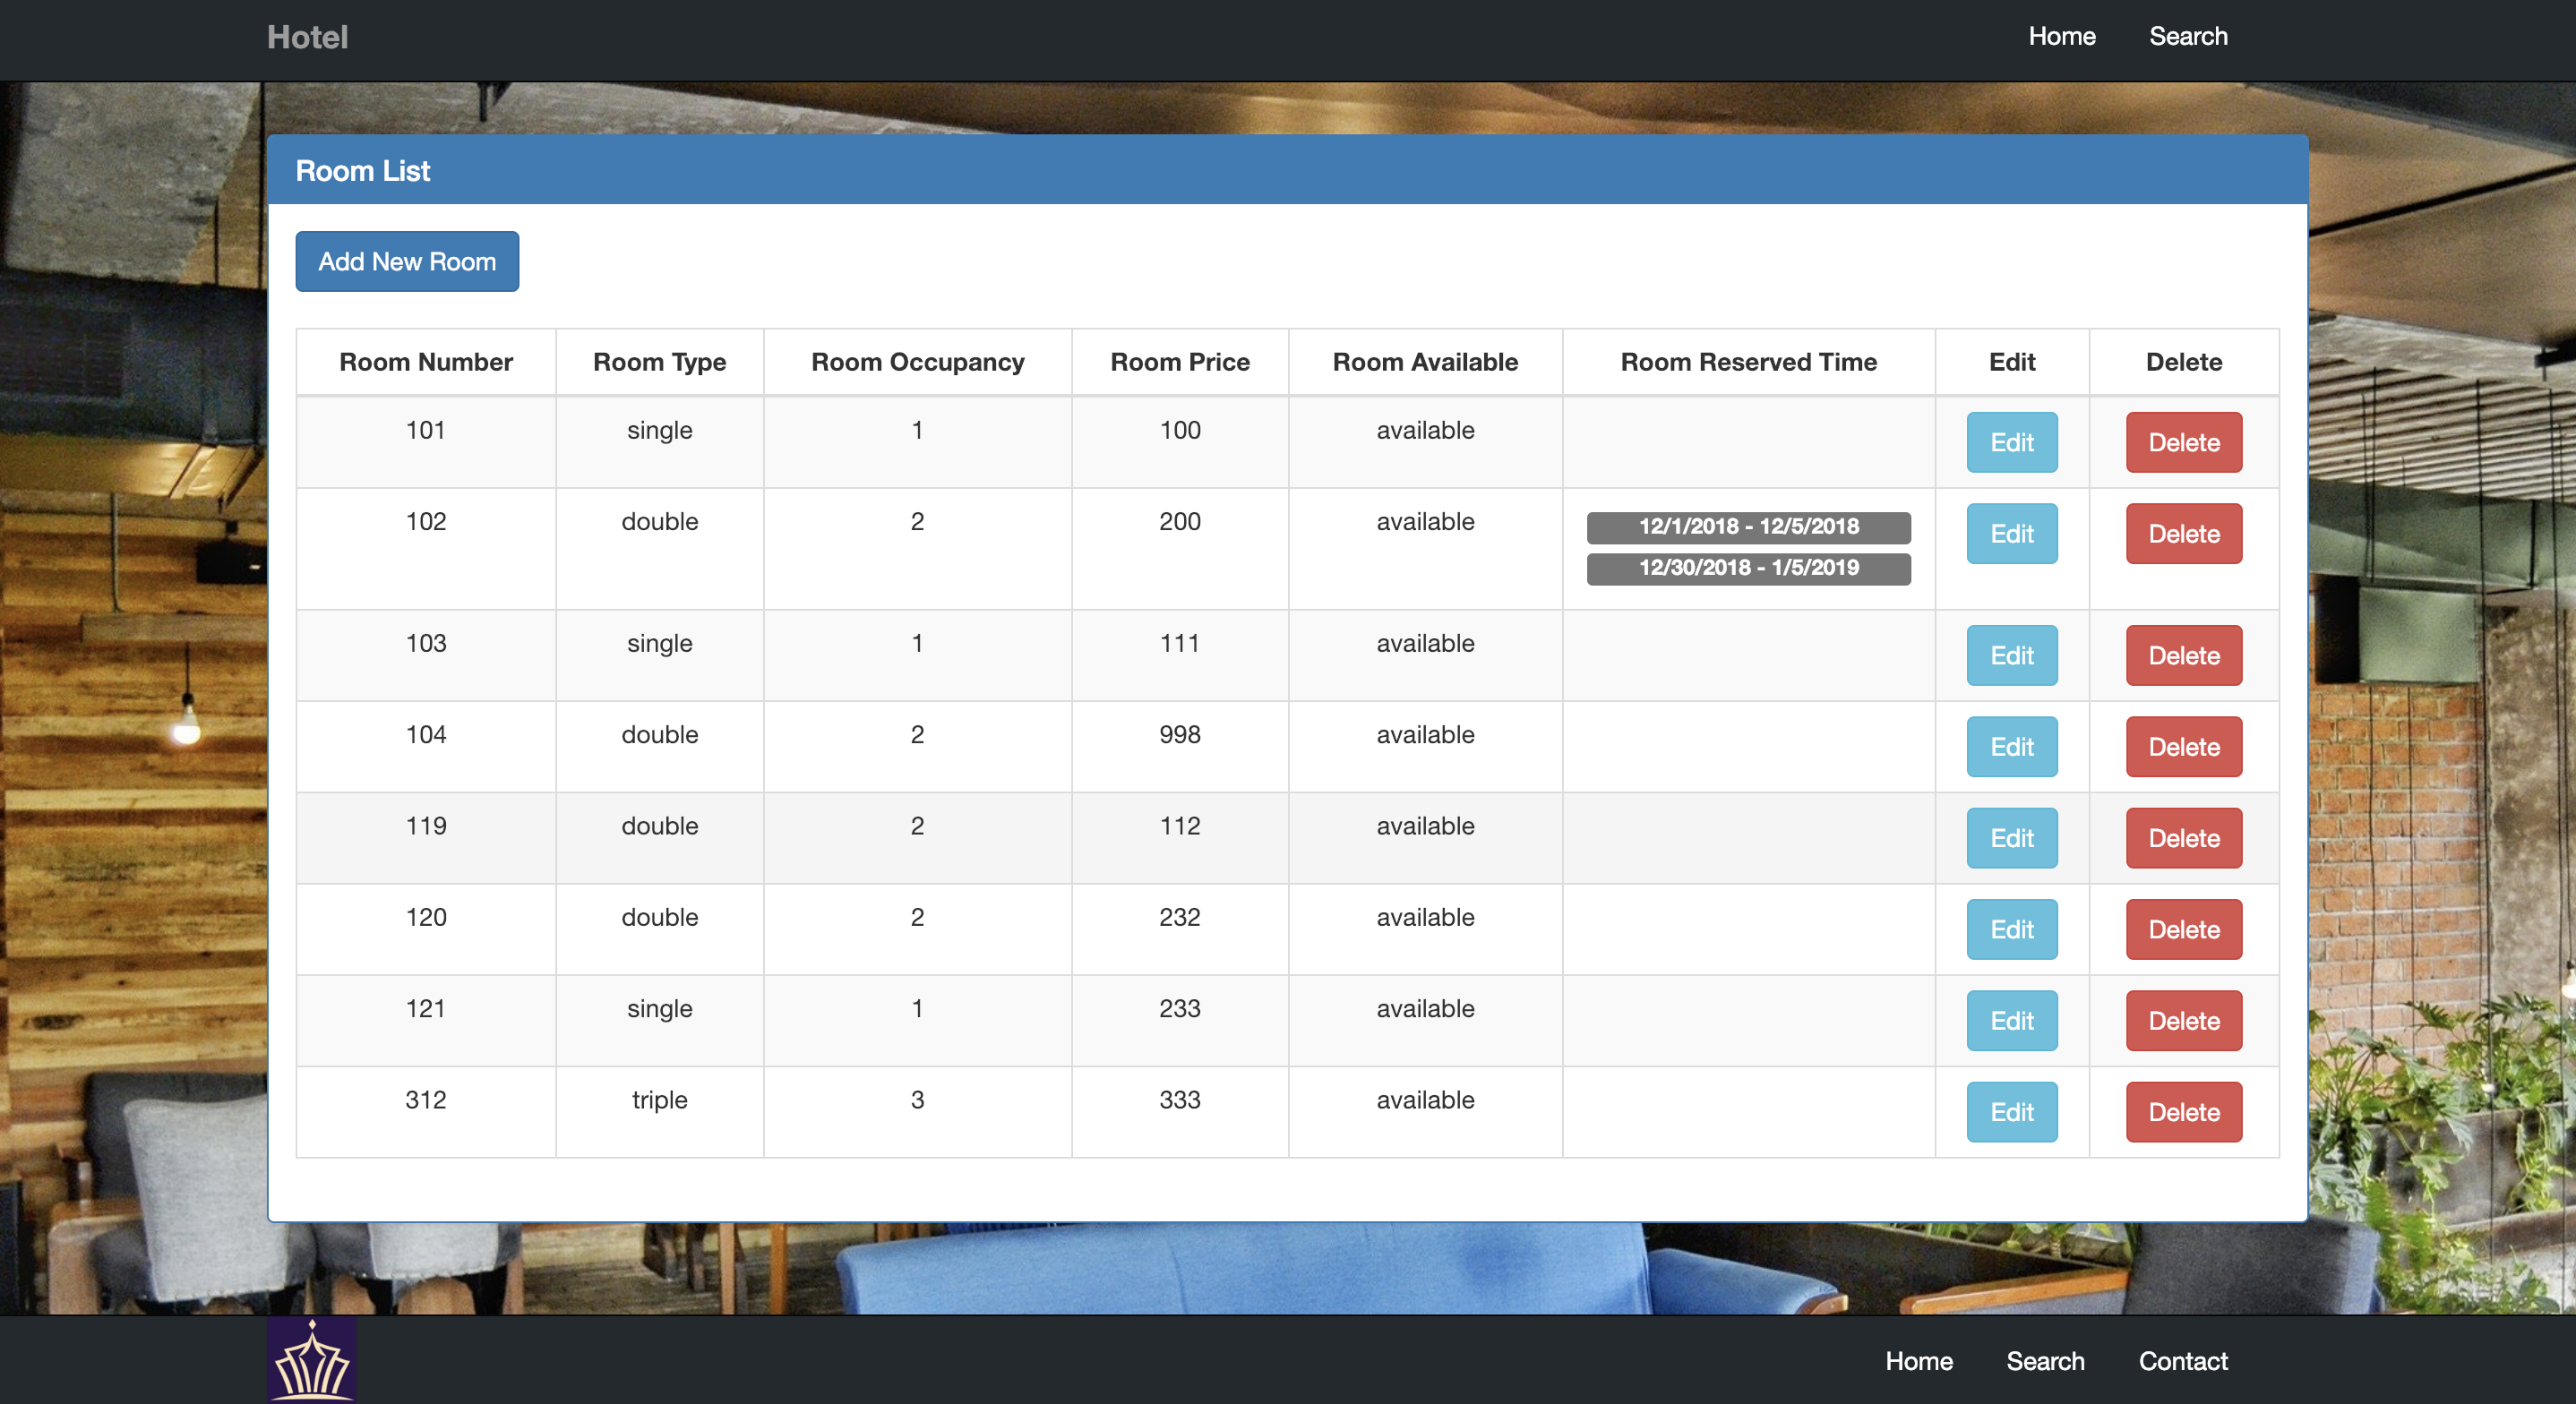 Hotel Home Search
Room List
Add New Room
Room Number Room Type Room Occupancy Room Price Room Available Room Reserved Time Edit Delete
101 single 1 100 available Edit Delete
102 double 2 200 available 12/1/2018 - 12/5/2018 Edit Delete
12/30/2018 - 1/5/2019
103 single 1 111 available Edit Delete
104 double 2 998 available Edit Delete
119 double 2 112 available Edit Delete
120 double 2 232 available Edit Delete
121 single 1 233 available Edit Delete
312 triple 3 333 available Edit Delete
Home Search Contact